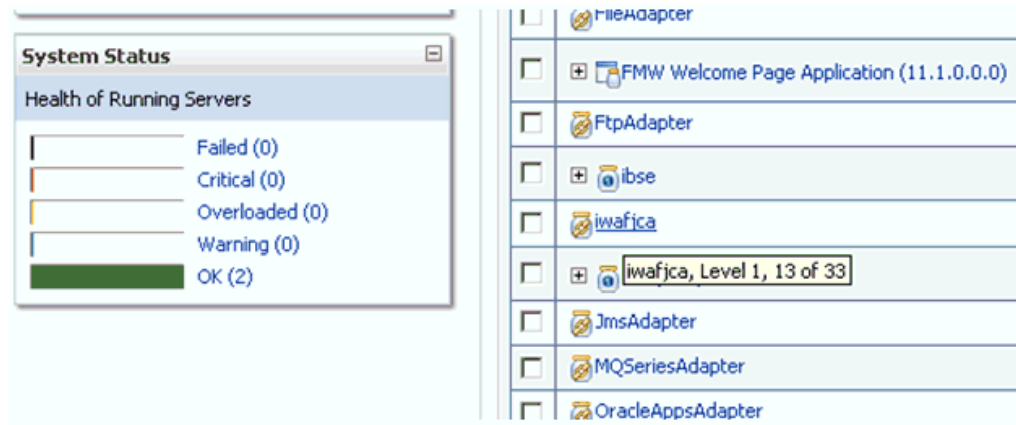 System Status
Health of Running Servers
Failed (0)
Critical (0)
Overloaded (0)
Warning (0)
OK (2)
FileAdapter
FMW Welcome Page Application (11.1.0.0.0)
FtpAdapter
ibse
iwafjca
iwafjca, Level 1, 13 of 33
JmsAdapter
MQSeriesAdapter
OracleAppsAdapter